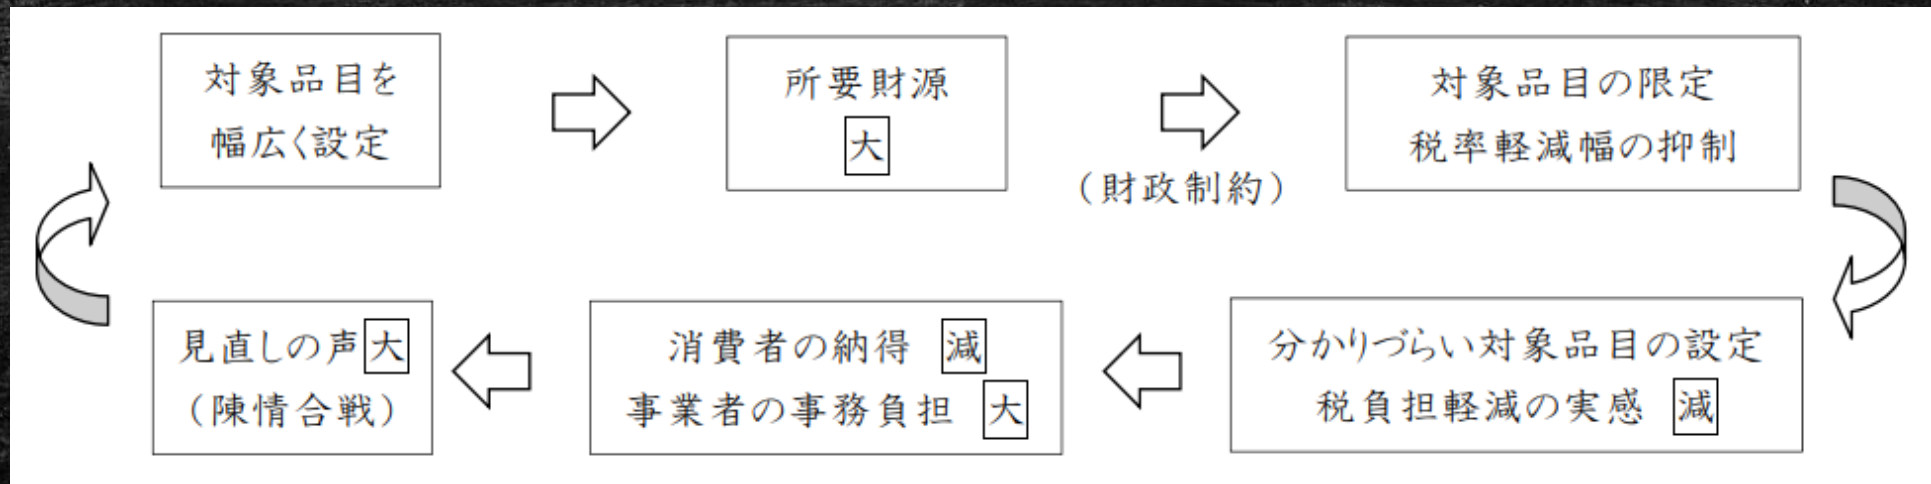 対象品目を
幅広く設定
所要財源
大
（財政制約）
対象品目の限定
税率軽減幅の抑制
分かりづらい対象品目の設定
税負担軽減の実感 減
消費者の納得 減
事業者の事務負担 大
見直しの声大
（陳情合戦）